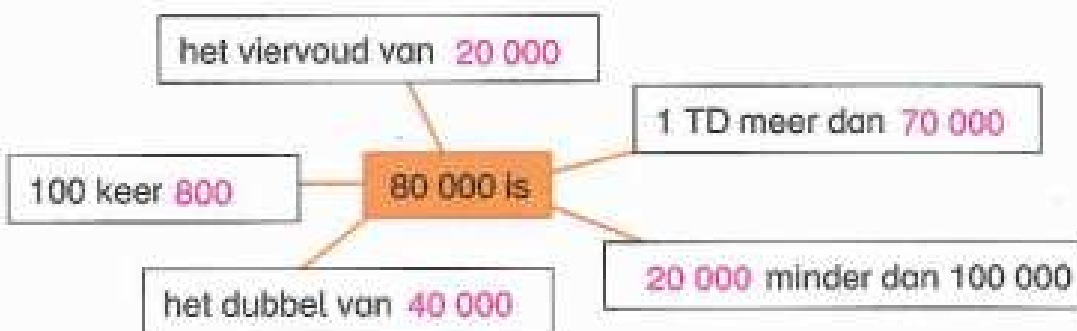 het viervoud van 20 000
1 TD meer dan 70 000
100 keer 800
80 000 is
20 000 minder dan 100 000
het dubbel van 40 000